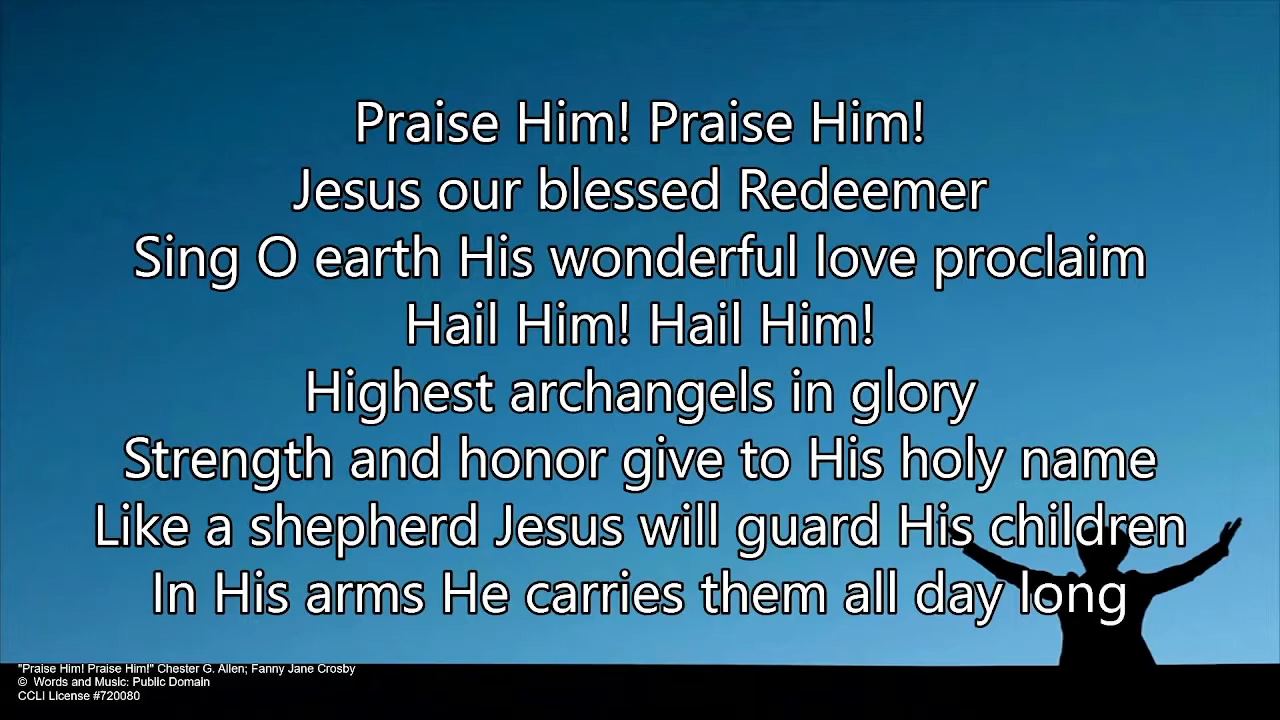 Praise Him! Praise Him!
Jesus our blessed Redeemer
Sing O earth His wonderful love proclaim
Hail Him! Hail Him!
Highest archangels in glory
Strength and honor give to His holy name
Like a shepherd Jesus will guard His children
In His arms He carries them all day long
"Praise Him! Praise Him!" Chester G. Allen; Fanny Jane Crosby
© Words and Music: Public Domain
CCLI License #720080